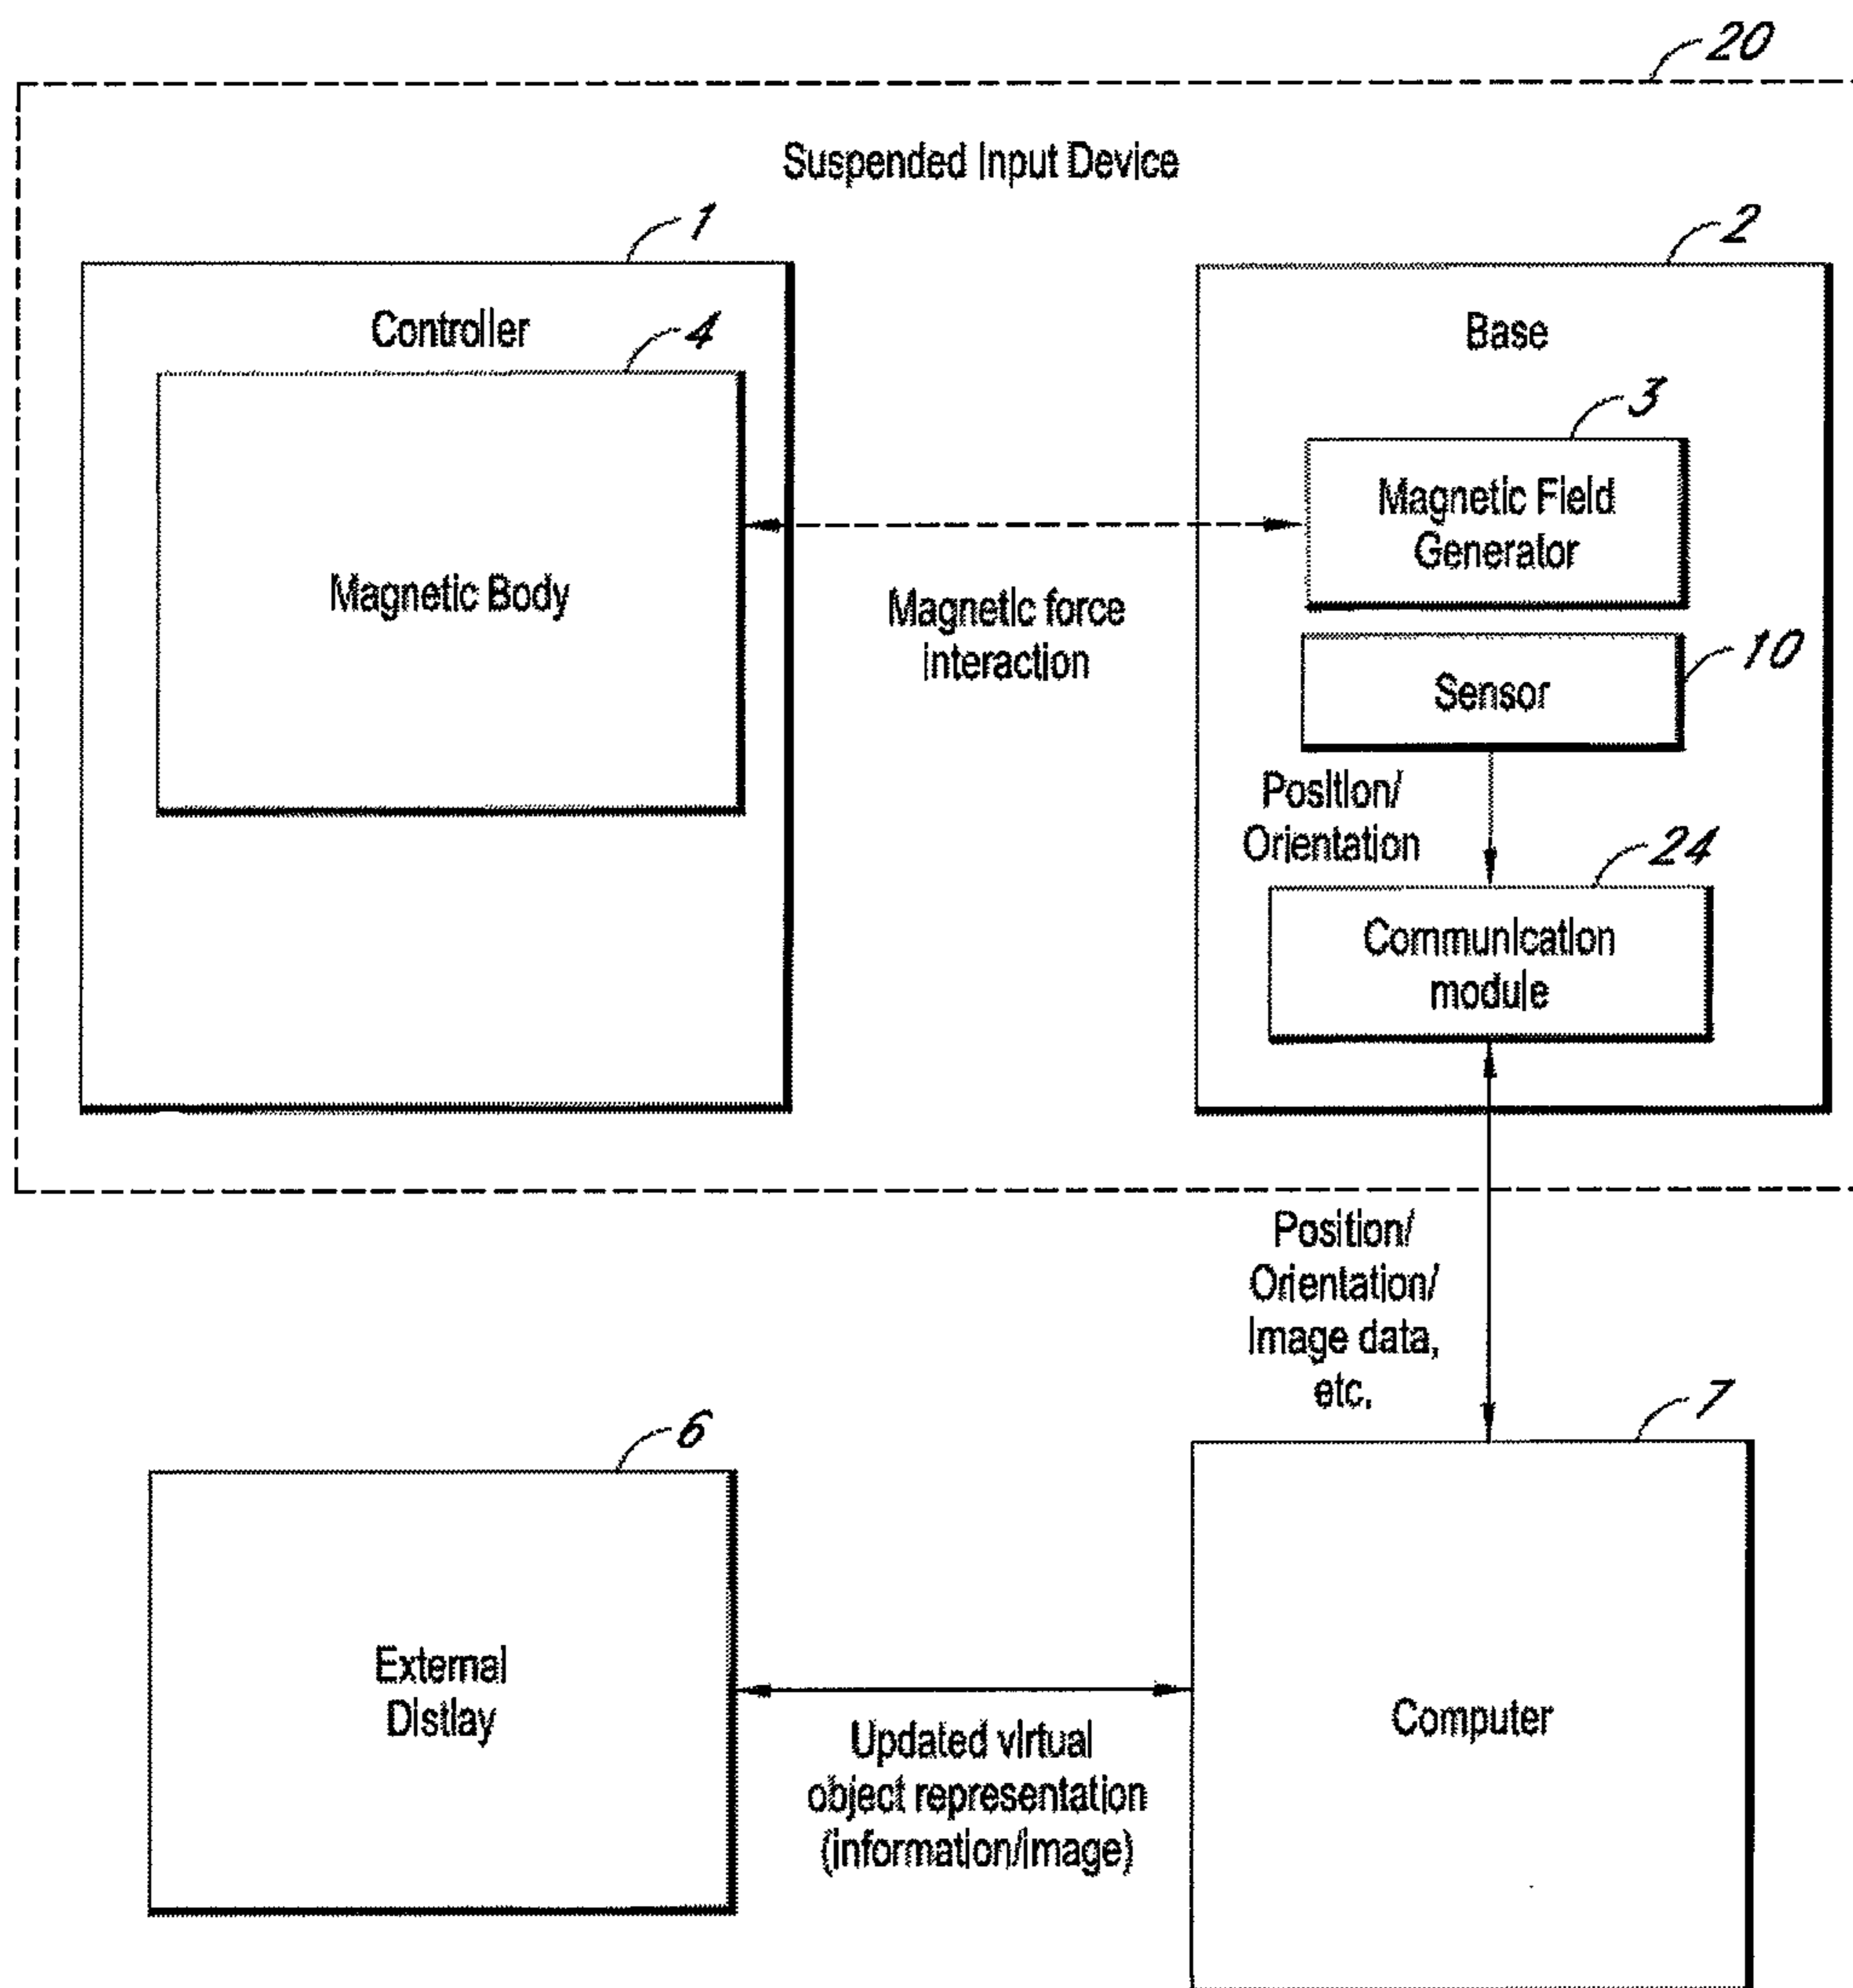 20
Suspended Input Device
1
2
Controller
4
Base
3
Magnetic Field
Generator
Magnetic Body
Magnetic force
interaction
10
Sensor
Position/
Orientation
24
Communication
module
Position/
Orientation/
Image data,
etc.
6
7
External
Distlay
Computer
Updated virtual
object representation
(information/image)